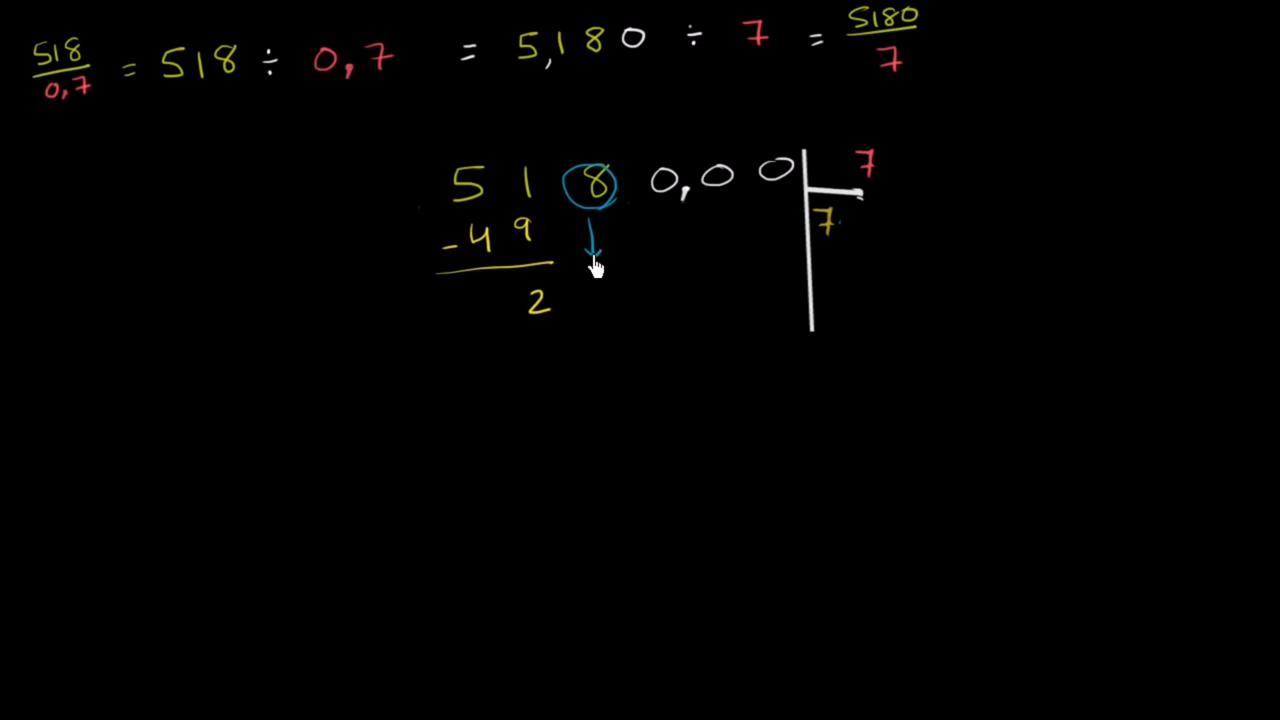 518/0,7 = 518 ÷ 0,7 = 5,180 ÷ 7 = 5180/7
5 1 8 0,0 0 7
- 4 9 7
2